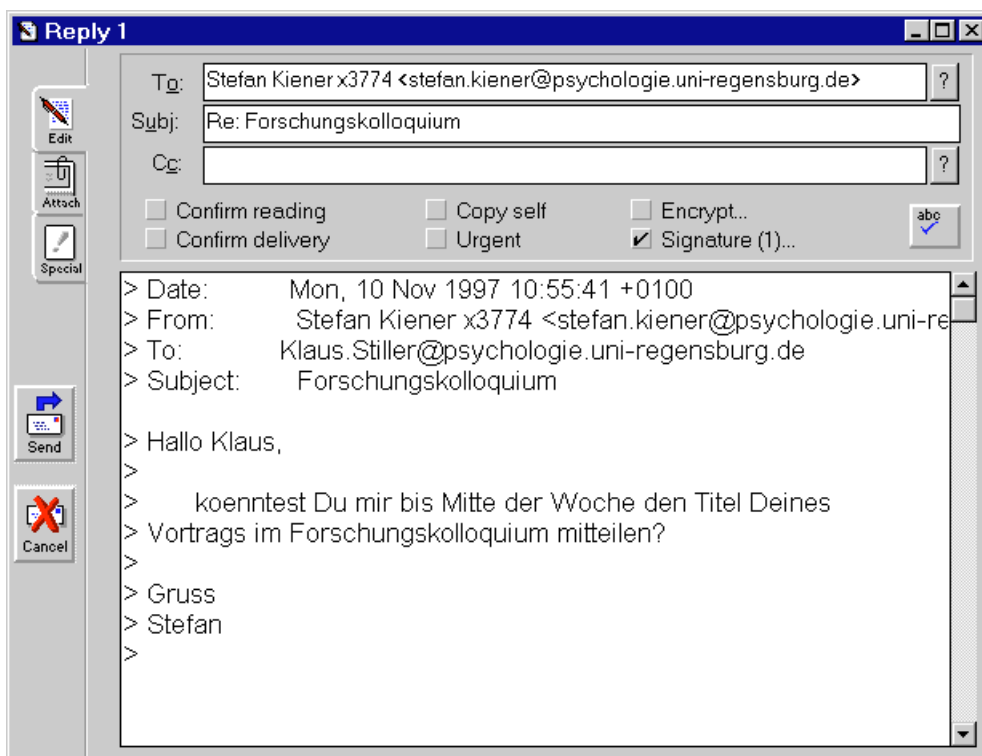 Reply 1
To: Stefan Kiener x3774 <stefan.kiener@psychologie.uni-regensburg.de> ?
Subj: Re: Forschungskolloquium
Cc: ?
Edit
Attach
Special
Confirm reading Copy self Encrypt...
Confirm delivery Urgent Signature (1)...
abc
Send
Cancel
> Date: Mon, 10 Nov 1997 10:55:41 +0100
> From: Stefan Kiener x3774 <stefan.kiener@psychologie.uni-re
> To: Klaus.Stiller@psychologie.uni-regensburg.de
> Subject: Forschungskolloquium
> Hallo Klaus,
>
> koenntest Du mir bis Mitte der Woche den Titel Deines
> Vortrags im Forschungskolloquium mitteilen?
>
> Gruss
> Stefan
>